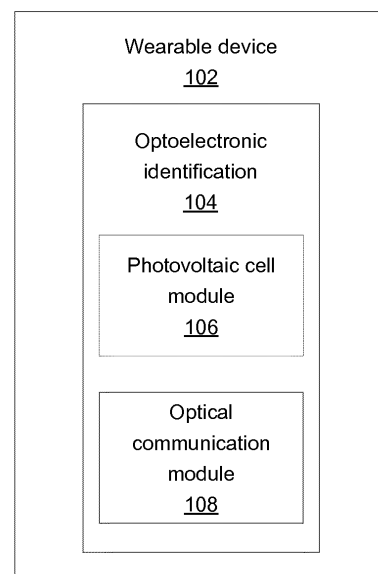 Wearable device
102
Optoelectronic
identification
104
Photovoltaic cell
module
106
Optical
communication
module
108